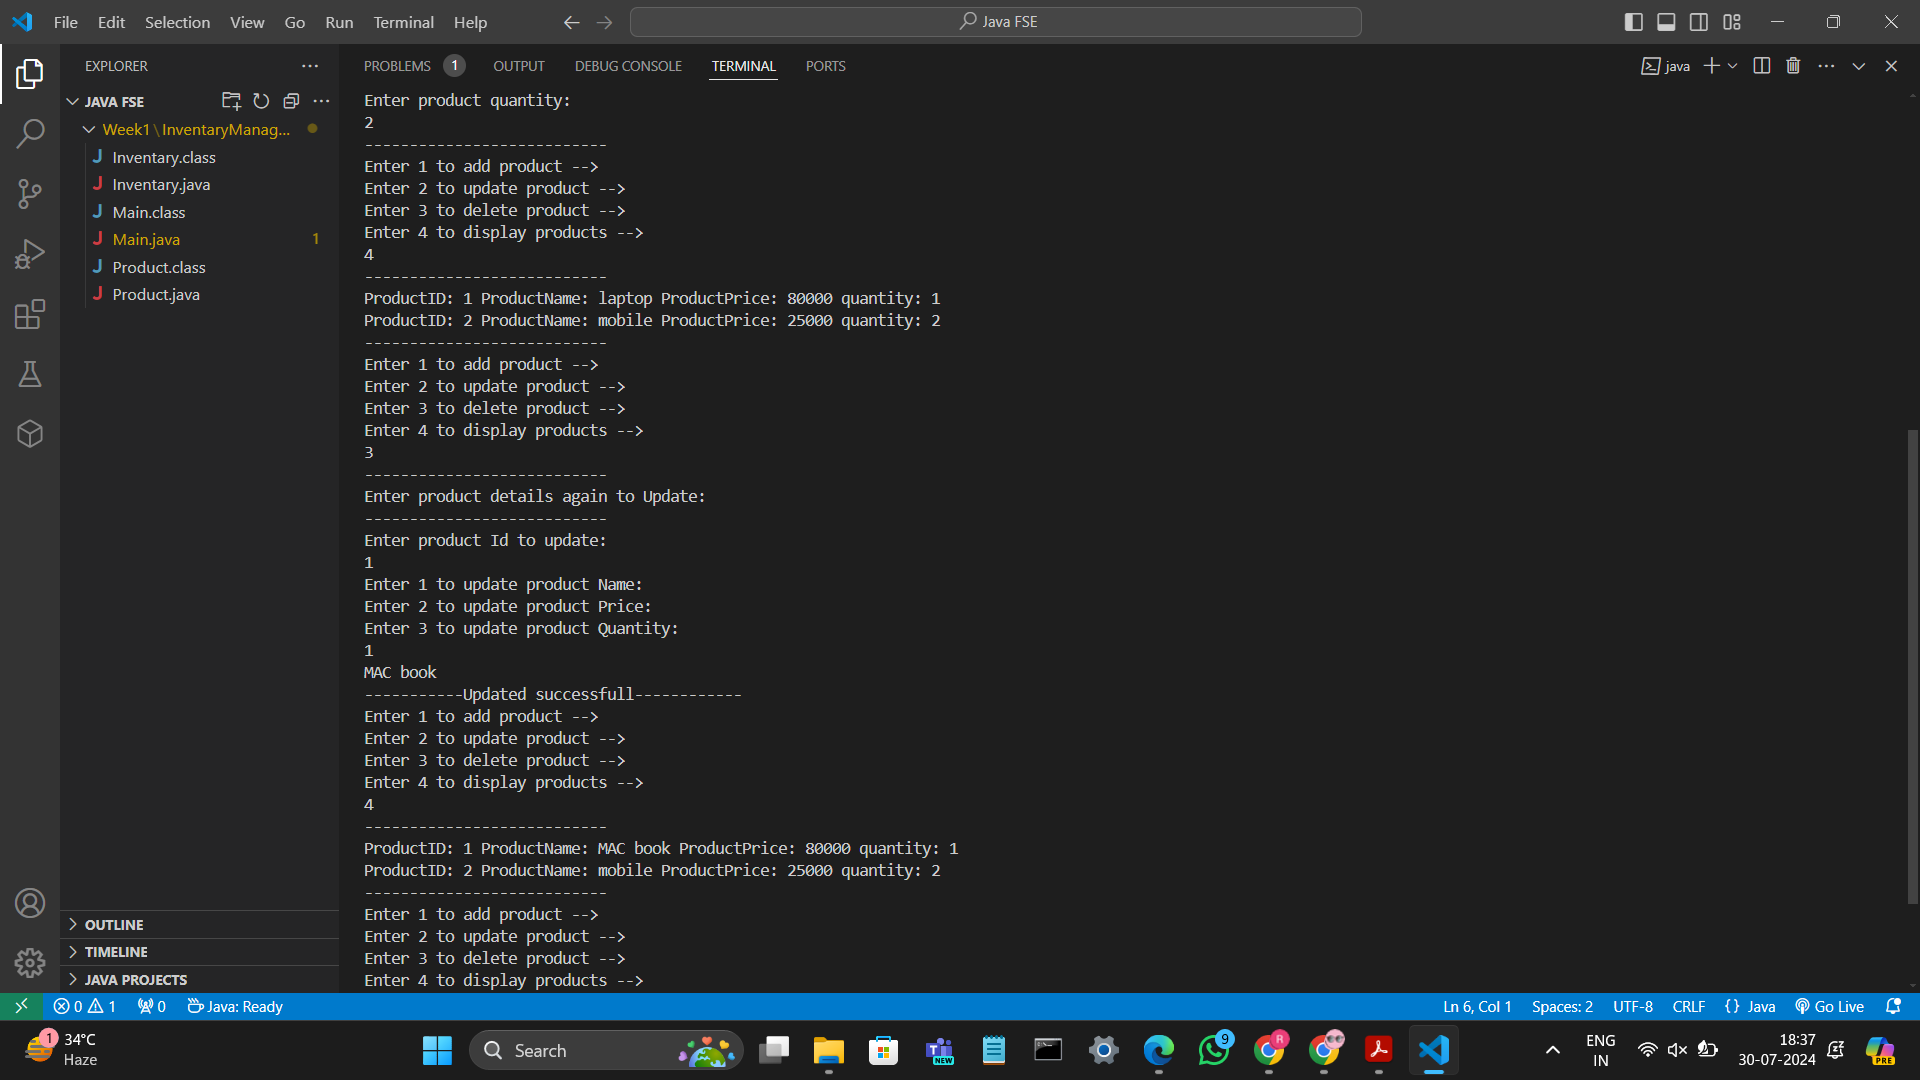 File Edit Selection View Go Run Terminal Help
Java FSE
EXPLORER
JAVA FSE
Week1\InventaryManag...
Inventary.class
Inventary.java
Main.class
Main.java 1
Product.class
Product.java
OUTLINE
TIMELINE
JAVA PROJECTS
PROBLEMS 1 OUTPUT DEBUG CONSOLE TERMINAL PORTS
java
Enter product quantity:
2
---------------------------
Enter 1 to add product -->
Enter 2 to update product -->
Enter 3 to delete product -->
Enter 4 to display products -->
4
---------------------------
ProductID: 1 ProductName: laptop ProductPrice: 80000 quantity: 1
ProductID: 2 ProductName: mobile ProductPrice: 25000 quantity: 2
---------------------------
Enter 1 to add product -->
Enter 2 to update product -->
Enter 3 to delete product -->
Enter 4 to display products -->
3
---------------------------
Enter product details again to Update:
---------------------------
Enter product Id to update:
1
Enter 1 to update product Name:
Enter 2 to update product Price:
Enter 3 to update product Quantity:
1
MAC book
-----------Updated successfull------------
Enter 1 to add product -->
Enter 2 to update product -->
Enter 3 to delete product -->
Enter 4 to display products -->
4
---------------------------
ProductID: 1 ProductName: MAC book ProductPrice: 80000 quantity: 1
ProductID: 2 ProductName: mobile ProductPrice: 25000 quantity: 2
---------------------------
Enter 1 to add product -->
Enter 2 to update product -->
Enter 3 to delete product -->
Enter 4 to display products -->
0 1 0 Java: Ready
Ln 6, Col 1 Spaces: 2 UTF-8 CRLF {} Java Go Live
1
34°C
Haze
Search
NEW
9
R
ENG
IN
18:37
30-07-2024
PRE